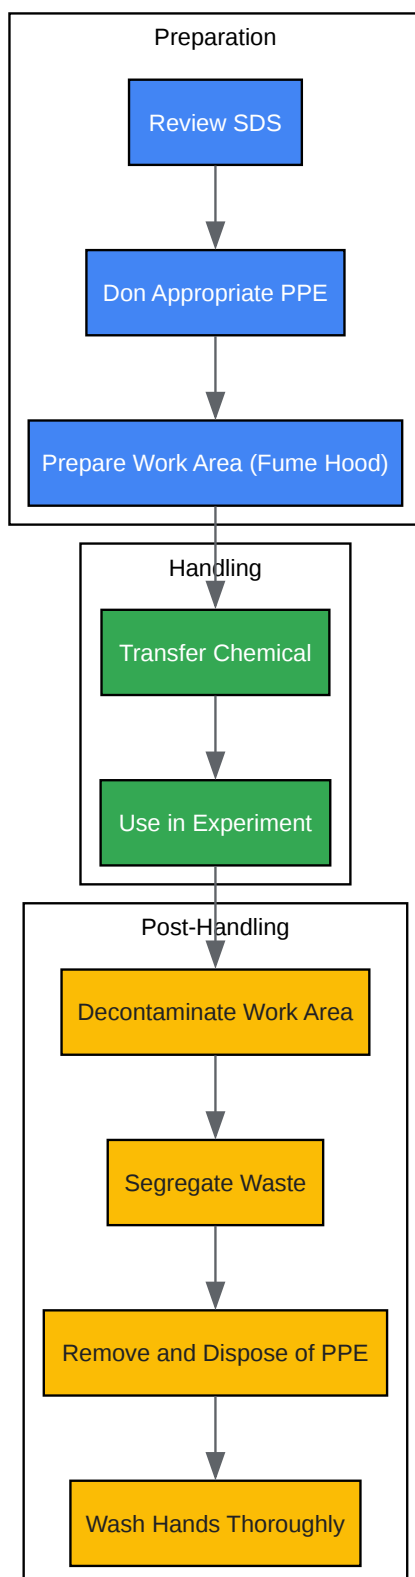 Preparation
Review SDS
Don Appropriate PPE
Prepare Work Area (Fume Hood)
Handling
Transfer Chemical
Use in Experiment
Post-Handling
Decontaminate Work Area
Segregate Waste
Remove and Dispose of PPE
Wash Hands Thoroughly